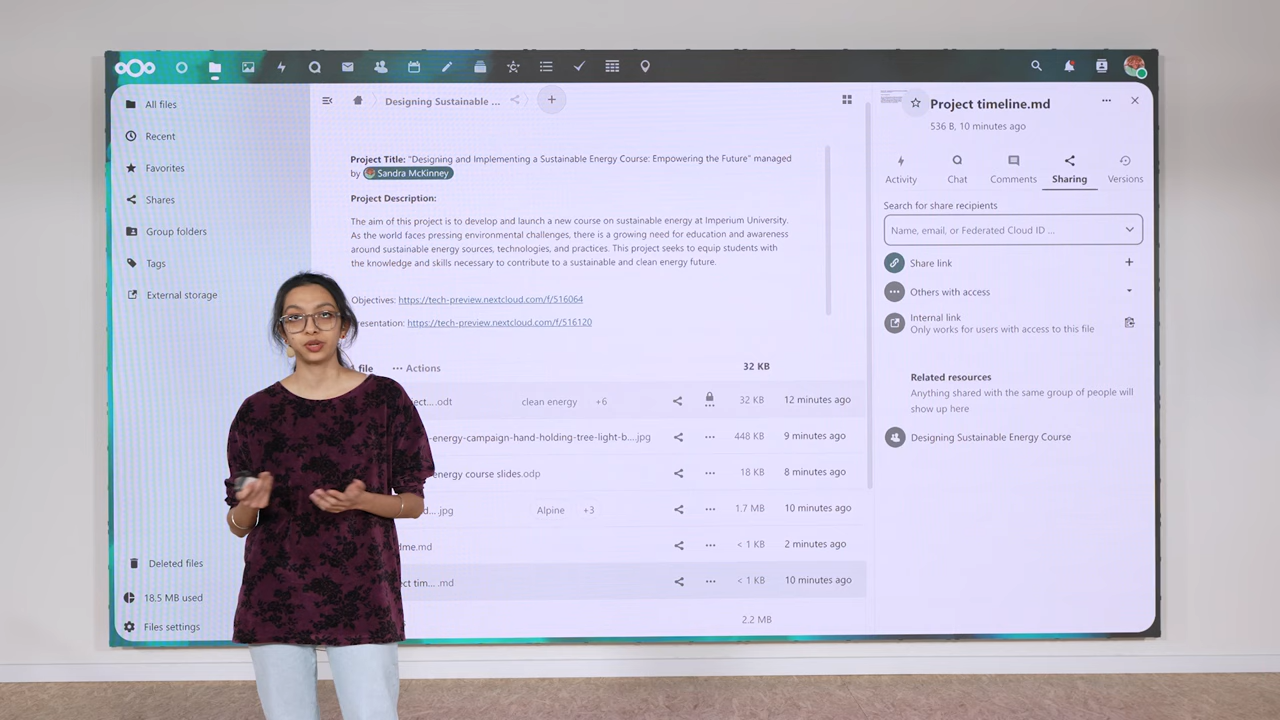 All files
Recent
Favorites
Shares
Group folders
Tags
External storage
Deleted files
18.5 MB used
Files settings
Designing Sustainable ...
Project Title: "Designing and Implementing a Sustainable Energy Course: Empowering the Future" managed
by Sandra McKinney
Project Description:
The aim of this project is to develop and launch a new course on sustainable energy at Imperium University.
As the world faces pressing environmental challenges, there is a growing need for education and awareness
around sustainable energy sources, technologies, and practices. This project seeks to equip students with
the knowledge and skills necessary to contribute to a sustainable and clean energy future.
Objectives: https://tech-preview.nextcloud.com/f/516064
resentation: https://tech-preview.nextcloud.com/f/516120
file ... Actions 32 KB
ect... .odt clean energy +6 32 KB 12 minutes ago
-energy-campaign-hand-holding-tree-light-b....jpg 448 KB 9 minutes ago
energy course slides.odp 18 KB 8 minutes ago
d... .jpg Alpine +3 1.7 MB 10 minutes ago
dme.md < 1 KB 2 minutes ago
ect tim... .md < 1 KB 10 minutes ago
2.2 MB
Project timeline.md
536 B, 10 minutes ago
Activity Chat Comments Sharing Versions
Search for share recipients
Name, email, or Federated Cloud ID ...
Share link
Others with access
Internal link
Only works for users with access to this file
Related resources
Anything shared with the same group of people will
show up here
Designing Sustainable Energy Course